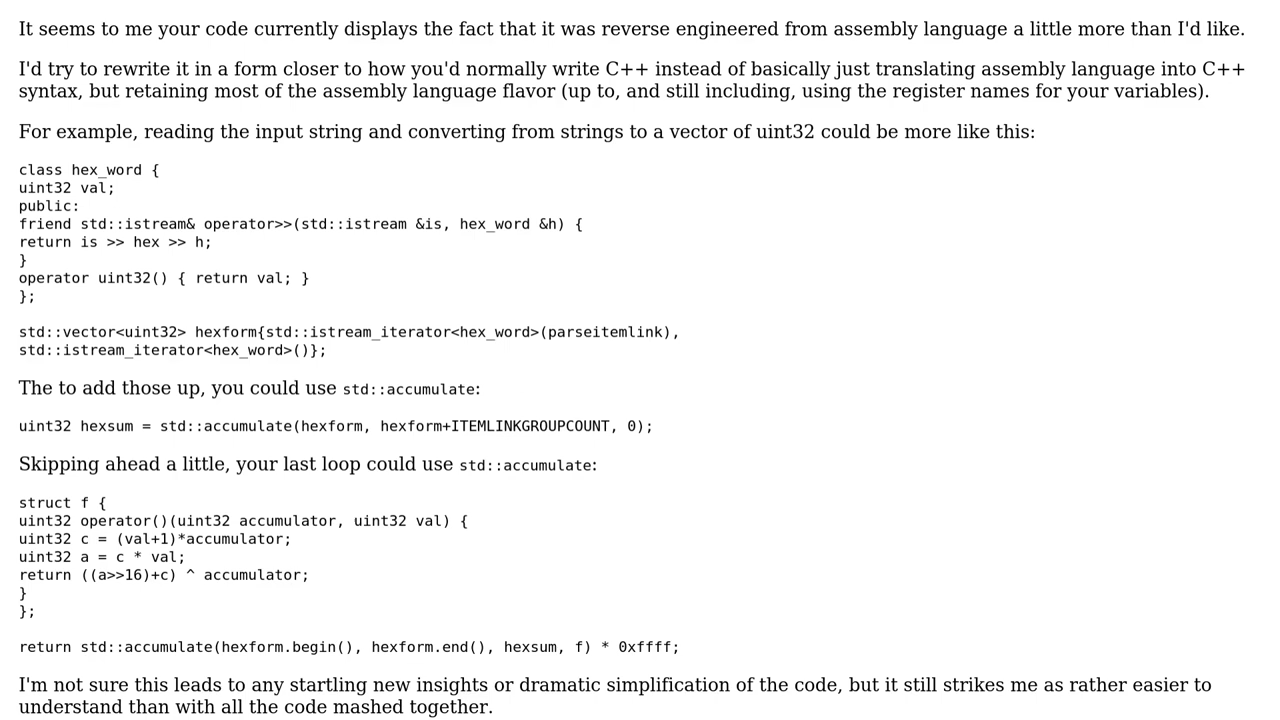 It seems to me your code currently displays the fact that it was reverse engineered from assembly language a little more than I'd like.
I'd try to rewrite it in a form closer to how you'd normally write C++ instead of basically just translating assembly language into C++
syntax, but retaining most of the assembly language flavor (up to, and still including, using the register names for your variables).
For example, reading the input string and converting from strings to a vector of uint32 could be more like this:
class hex_word {
uint32 val;
public:
friend std::istream& operator>>(std::istream &is, hex_word &h) {
return is >> hex >> h;
}
operator uint32() { return val; }
};
std::vector<uint32> hexform{std::istream_iterator<hex_word>(parseitemlink),
std::istream_iterator<hex_word>()};
The to add those up, you could use std::accumulate:
uint32 hexsum = std::accumulate(hexform, hexform+ITEMLINKGROUPCOUNT, 0);
Skipping ahead a little, your last loop could use std::accumulate:
struct f {
uint32 operator()(uint32 accumulator, uint32 val) {
uint32 c = (val+1)*accumulator;
uint32 a = c * val;
return ((a>>16)+c) ^ accumulator;
}
};
return std::accumulate(hexform.begin(), hexform.end(), hexsum, f) * 0xffff;
I'm not sure this leads to any startling new insights or dramatic simplification of the code, but it still strikes me as rather easier to
understand than with all the code mashed together.